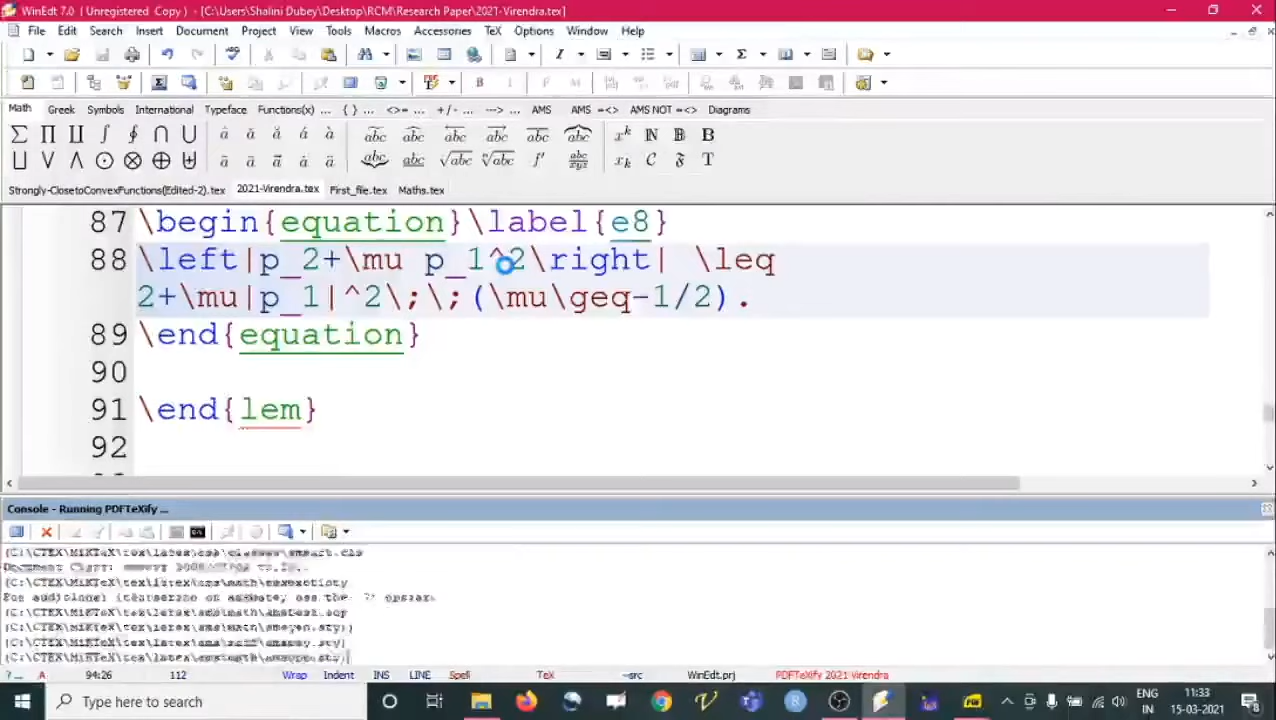 WinEdt 7.0 ( Unregistered Copy ) - [C:\Users\Shalini Dubey\Desktop\RCM\Research Paper\2021-Virendra.tex]
File Edit Search Insert Document Project View Tools Macros Accessories TeX Options Window Help
Math Greek Symbols International Typeface Functions(x) ... { } ... <>= ... +/- ... ---> ... AMS AMS =<> AMS NOT =<> Diagrams
Strongly-ClosetoConvexFunctions(Edited-2).tex 2021-Virendra.tex First_file.tex Maths.tex
87 \begin{equation}\label{e8}
88 \left|p_2+\mu p_1^2\right| \leq
2+\mu|p_1|^2\;\;(\mu\geq-1/2).
89 \end{equation}
90
91 \end{lem}
92
Console - Running PDFTeXify ...
? ... A 94:26 112 Wrap Indent INS LINE Spell TeX --src WinEdt.prj PDFTeXify 2021 Virendra
Type here to search
ENG 11:33
IN 15-03-2021